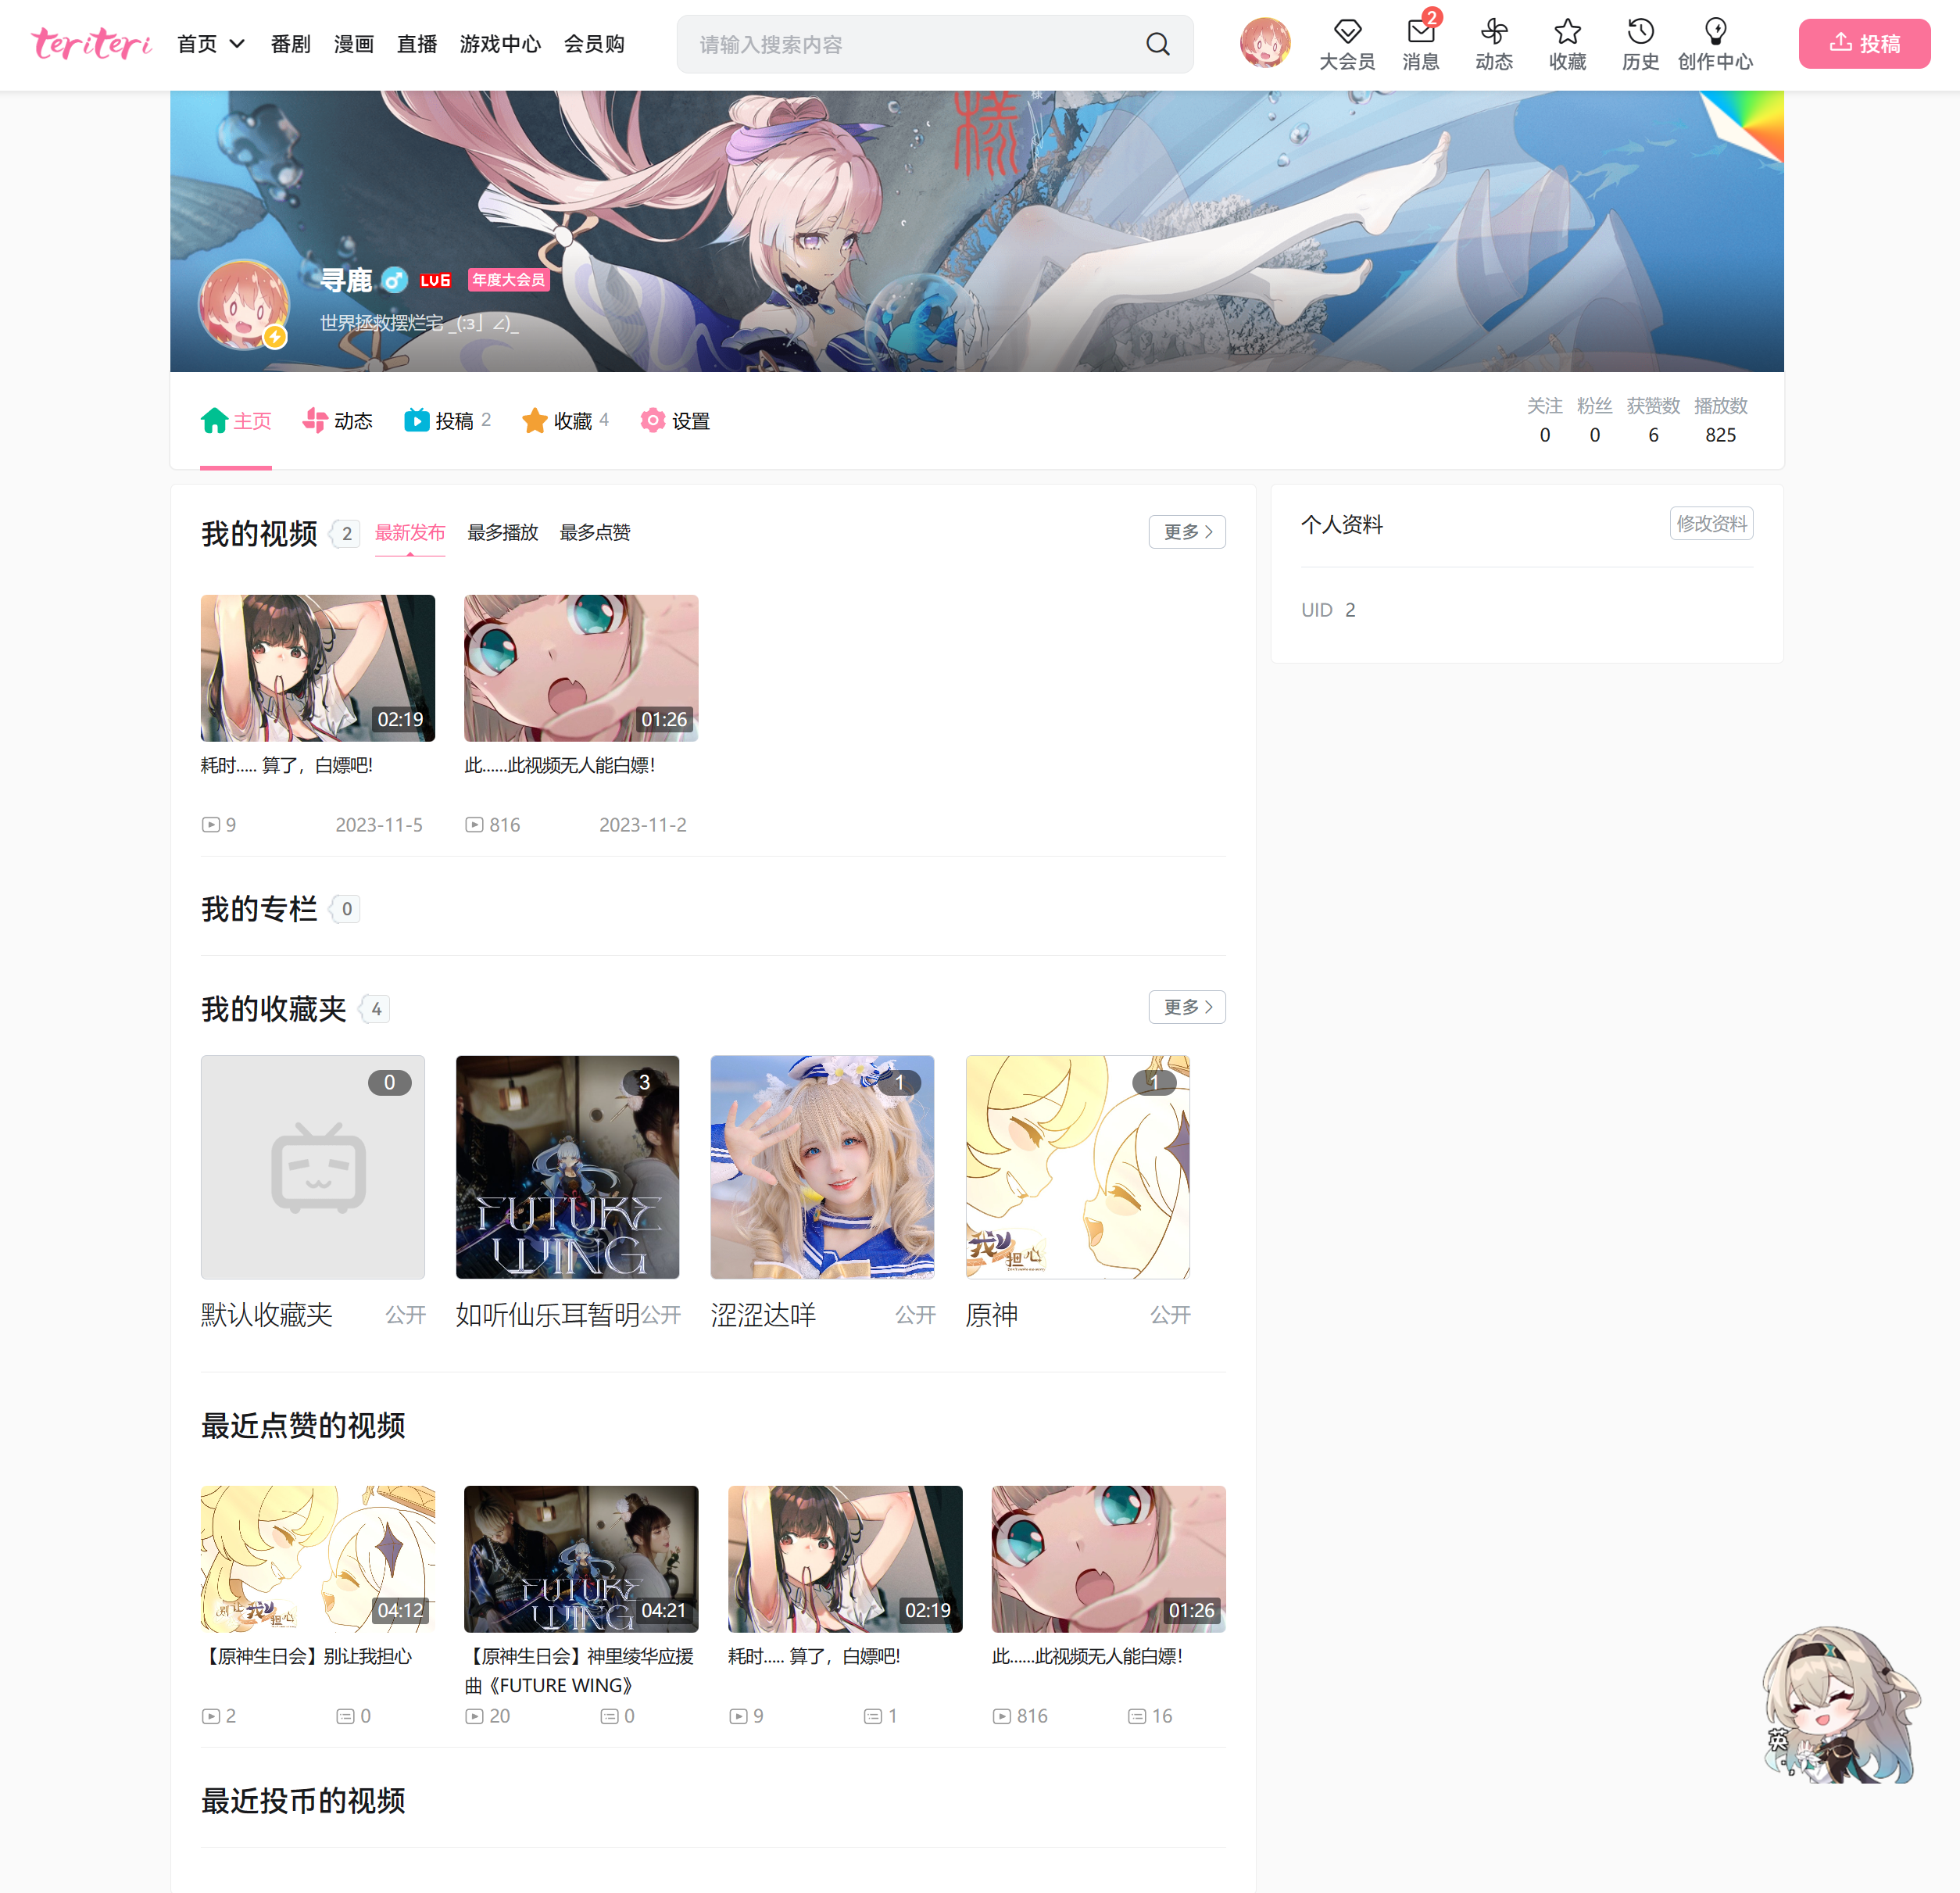 teriteri 首页 番剧 漫画 直播 游戏中心 会员购 请输入搜索内容 大会员 2 消息 动态 收藏 历史 创作中心 投稿
寻鹿 LV6 年度大会员
世界拯救摆烂宅 _(:3」∠)_
主页 动态 投稿 2 收藏 4 设置
关注 粉丝 获赞数 播放数
0 0 6 825
我的视频 2 最新发布 最多播放 最多点赞 更多
02:19 01:26
耗时..... 算了，白嫖吧! 此......此视频无人能白嫖！
9 2023-11-5 816 2023-11-2
个人资料 修改资料
UID 2
我的专栏 0
我的收藏夹 4 更多
0 3 1 1
FUTURE
WING
我
担心
默认收藏夹 公开 如听仙乐耳暂明 公开 涩涩达咩 公开 原神 公开
最近点赞的视频
别让我担心 04:12 FUTURE WING 04:21 02:19 01:26
【原神生日会】别让我担心 【原神生日会】神里绫华应援 耗时..... 算了，白嫖吧! 此......此视频无人能白嫖！
曲《FUTURE WING》
2 0 20 0 9 1 816 16
英
最近投币的视频